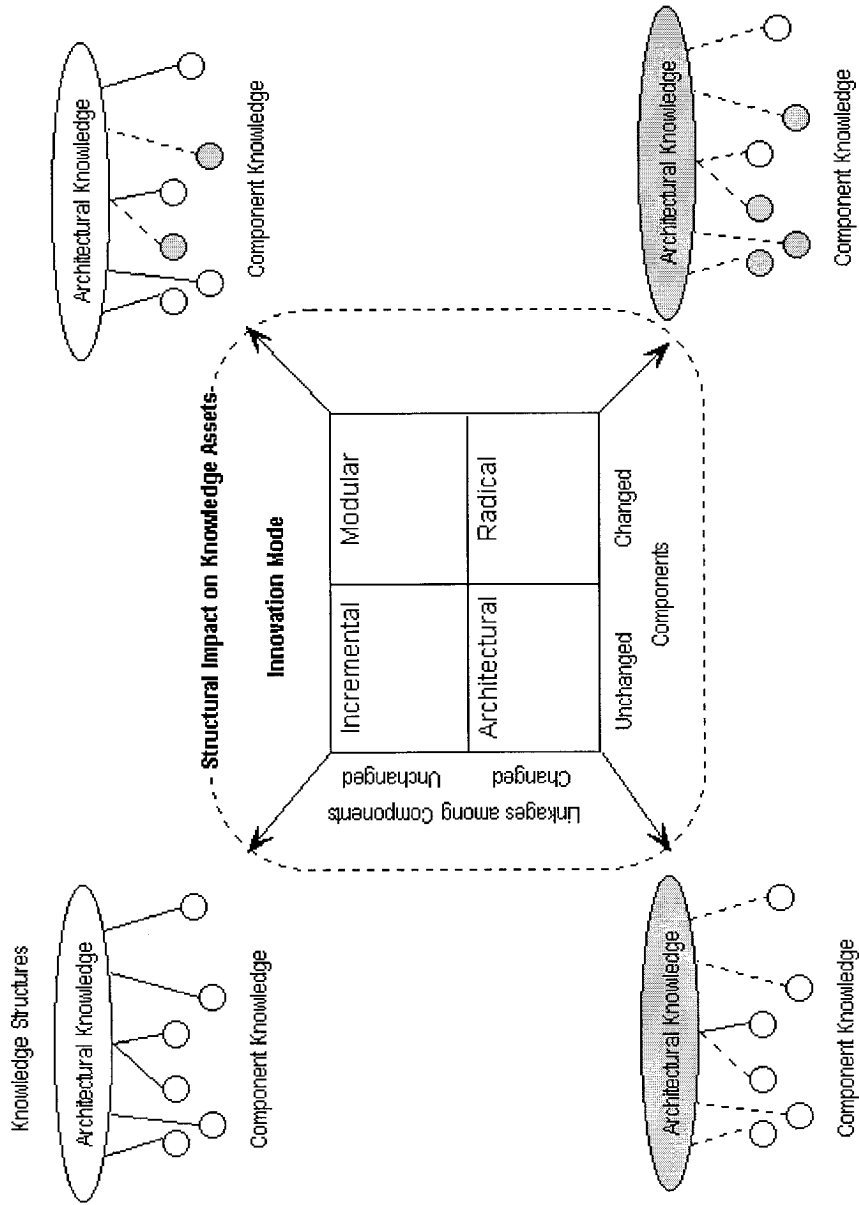 Knowledge Structures
Architectural Knowledge
Component Knowledge
Architectural Knowledge
Component Knowledge
Structural Impact on Knowledge Assets
Innovation Mode
Incremental
Modular
Architectural
Radical
Linkages among Components
Unchanged
Changed
Unchanged
Changed
Components
Architectural Knowledge
Component Knowledge
Architectural Knowledge
Component Knowledge